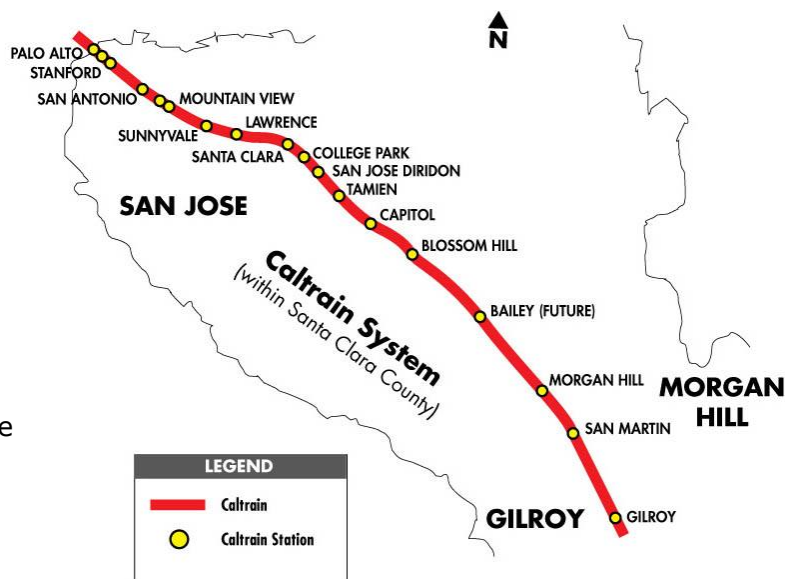 N
PALO ALTO
STANFORD
SAN ANTONIO
MOUNTAIN VIEW
SUNNYVALE
LAWRENCE
SANTA CLARA
COLLEGE PARK
SAN JOSE DIRIDON
TAMIEN
SAN JOSE
CAPITOL
BLOSSOM HILL
Caltrain System
(within Santa Clara County)
BAILEY (FUTURE)
MORGAN HILL
MORGAN
HILL
SAN MARTIN
e
LEGEND
Caltrain
Caltrain Station
GILROY
GILROY